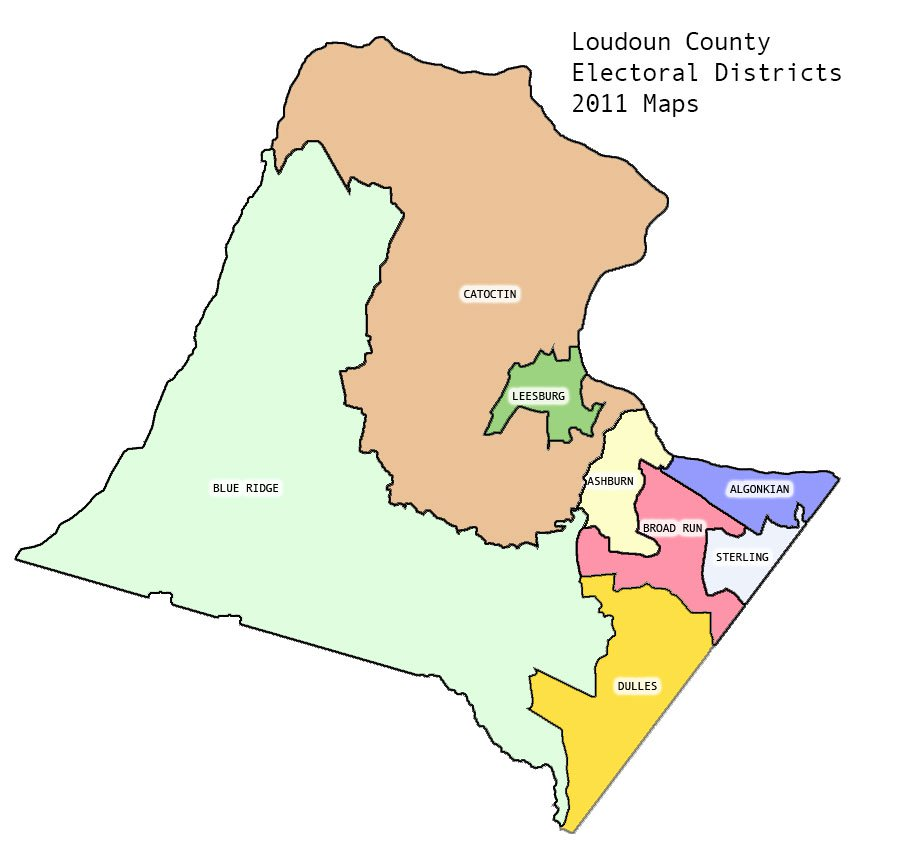 Loudoun County
Electoral Districts
2011 Maps
CATOCTIN
LEESBURG
ASHBURN
BLUE RIDGE
ALGONKIAN
BROAD RUN
STERLING
DULLES